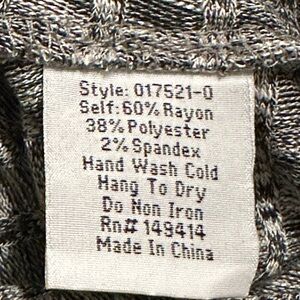 Style: 017521-0
Self: 60% Rayon
38% Polyester
2% Spandex
Hand Wash Cold
Hang To Dry
Do Non Iron
Rn# 149414
Made In China